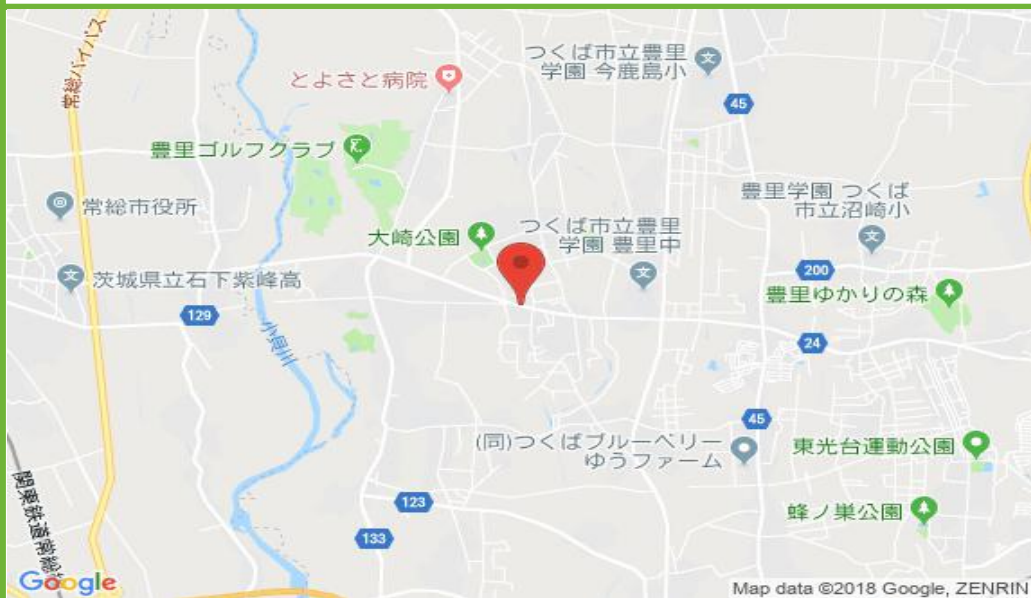 常総バイパス
つくば市立豊里
学園 今鹿島小
とよさと病院
45
豊里ゴルフクラブ
常総市役所
豊里学園 つくば
市立沼崎小
大崎公園
つくば市立豊里
学園 豊里中
茨城県立石下紫峰高
200
豊里ゆかりの森
129
小貝川
24
45
(同)つくばブルーベリー
ゆうファーム
東光台運動公園
123
関東鉄道常総
蜂ノ巣公園
133
Google
Map data ©2018 Google, ZENRIN